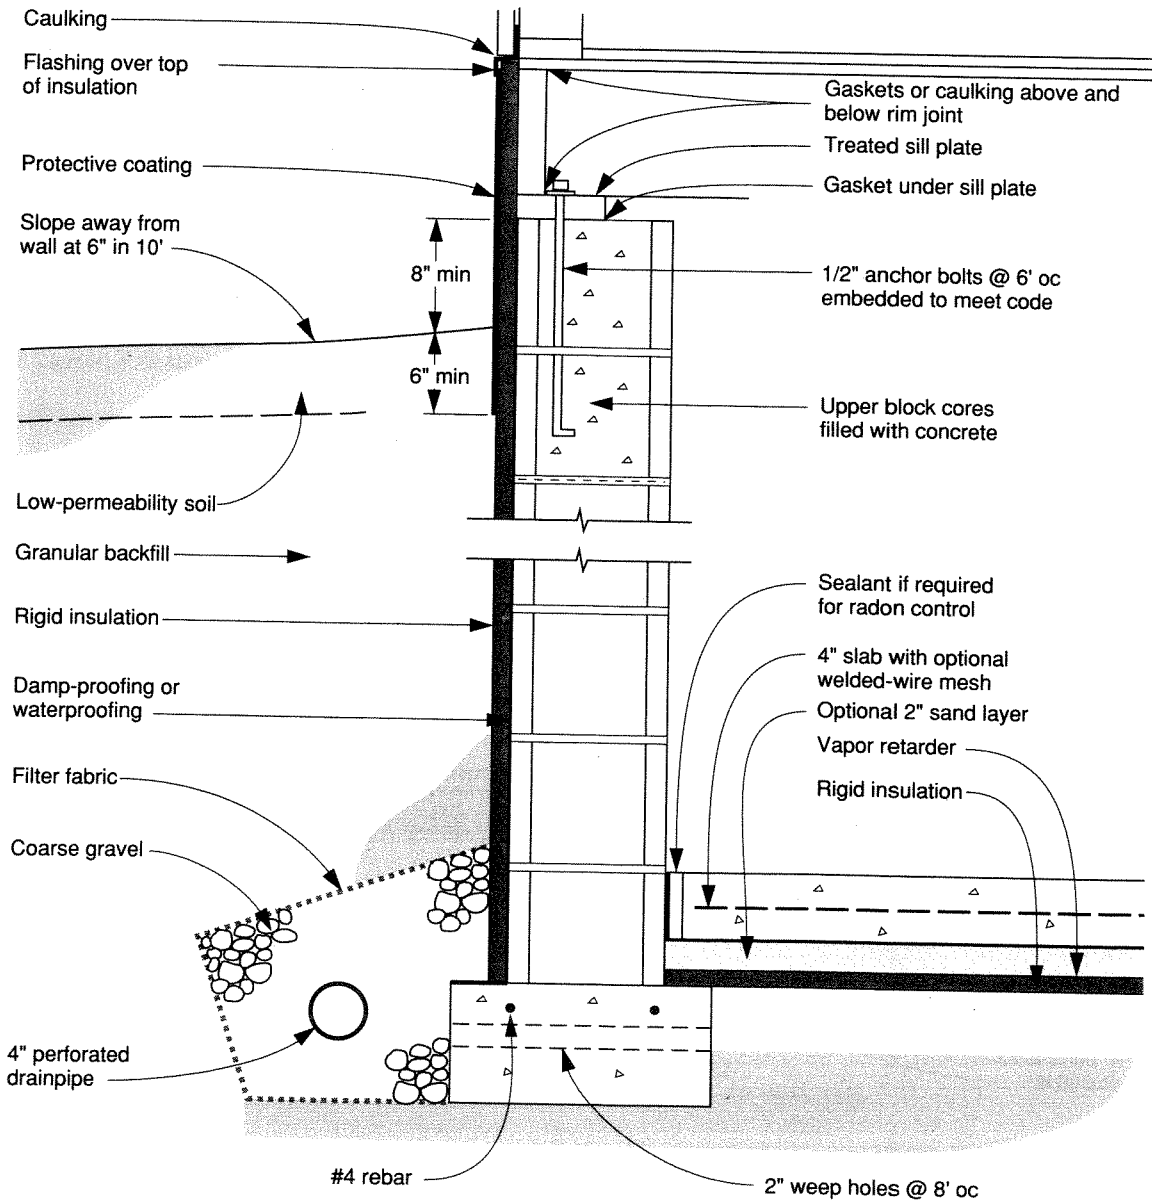 Caulking
Flashing over top
of insulation
Gaskets or caulking above and
below rim joint
Treated sill plate
Protective coating
Gasket under sill plate
Slope away from
wall at 6" in 10'
8" min
1/2" anchor bolts @ 6' oc
embedded to meet code
6" min
Upper block cores
filled with concrete
Low-permeability soil
Granular backfill
Sealant if required
for radon control
Rigid insulation
4" slab with optional
welded-wire mesh
Damp-proofing or
waterproofing
Optional 2" sand layer
Vapor retarder
Filter fabric
Rigid insulation
Coarse gravel
4" perforated
drainpipe
#4 rebar
2" weep holes @ 8' oc